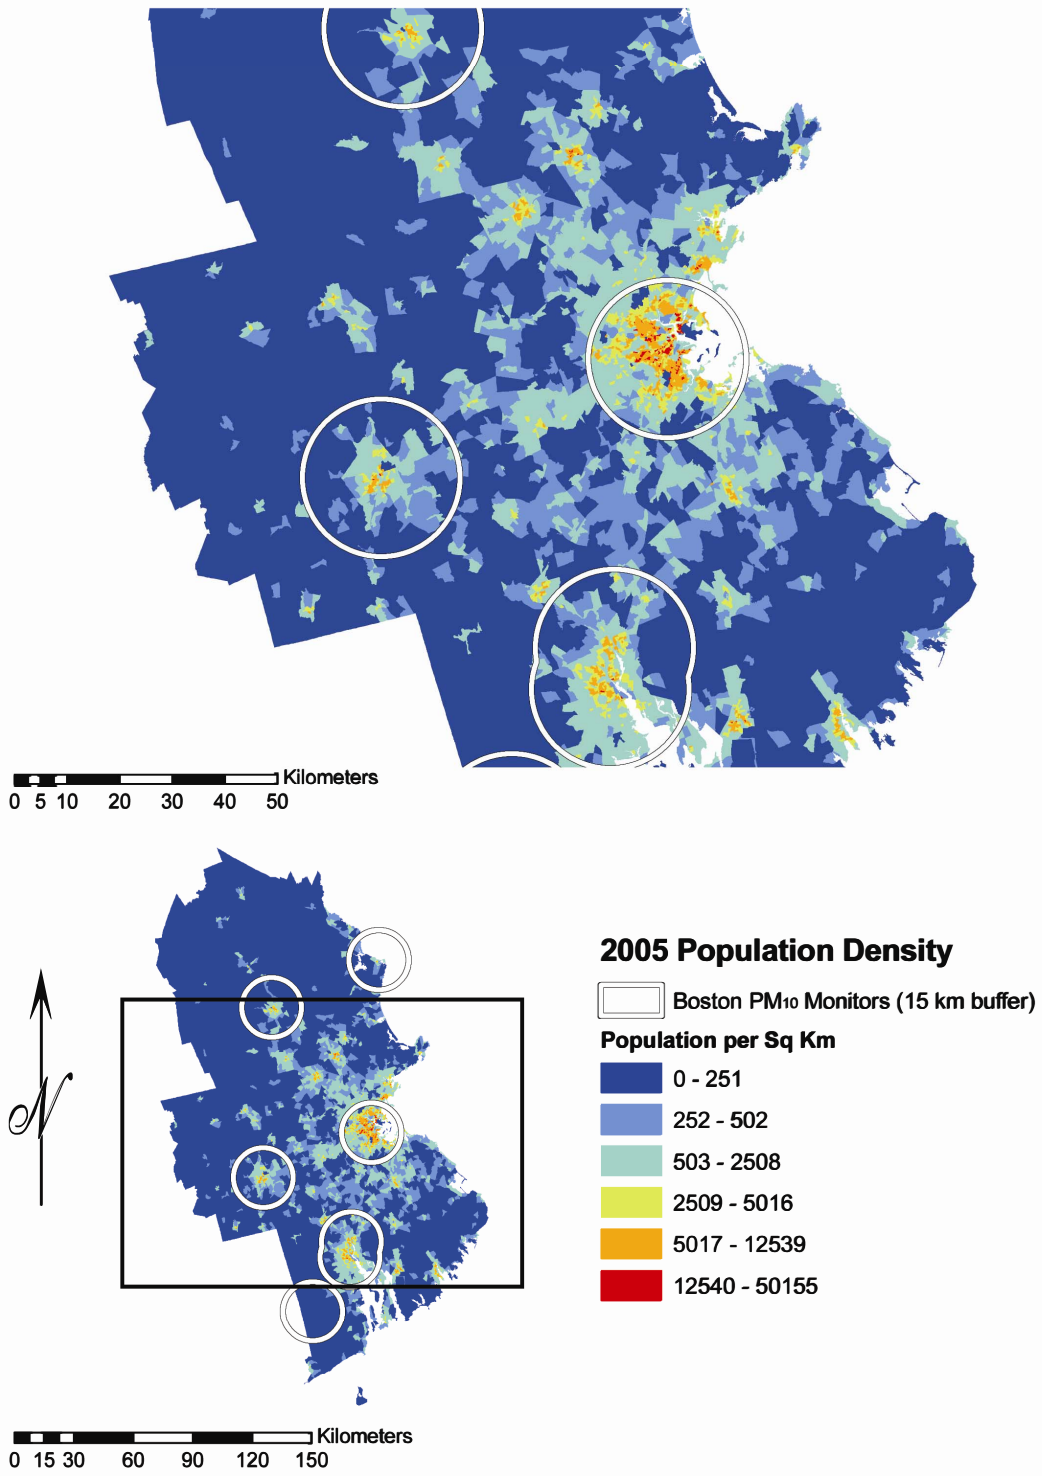 Kilometers
0 5 10 20 30 40 50
2005 Population Density
Boston PM10 Monitors (15 km buffer)
Population per Sq Km
0 - 251
252 - 502
503 - 2508
2509 - 5016
5017 - 12539
12540 - 50155
N
Kilometers
0 15 30 60 90 120 150